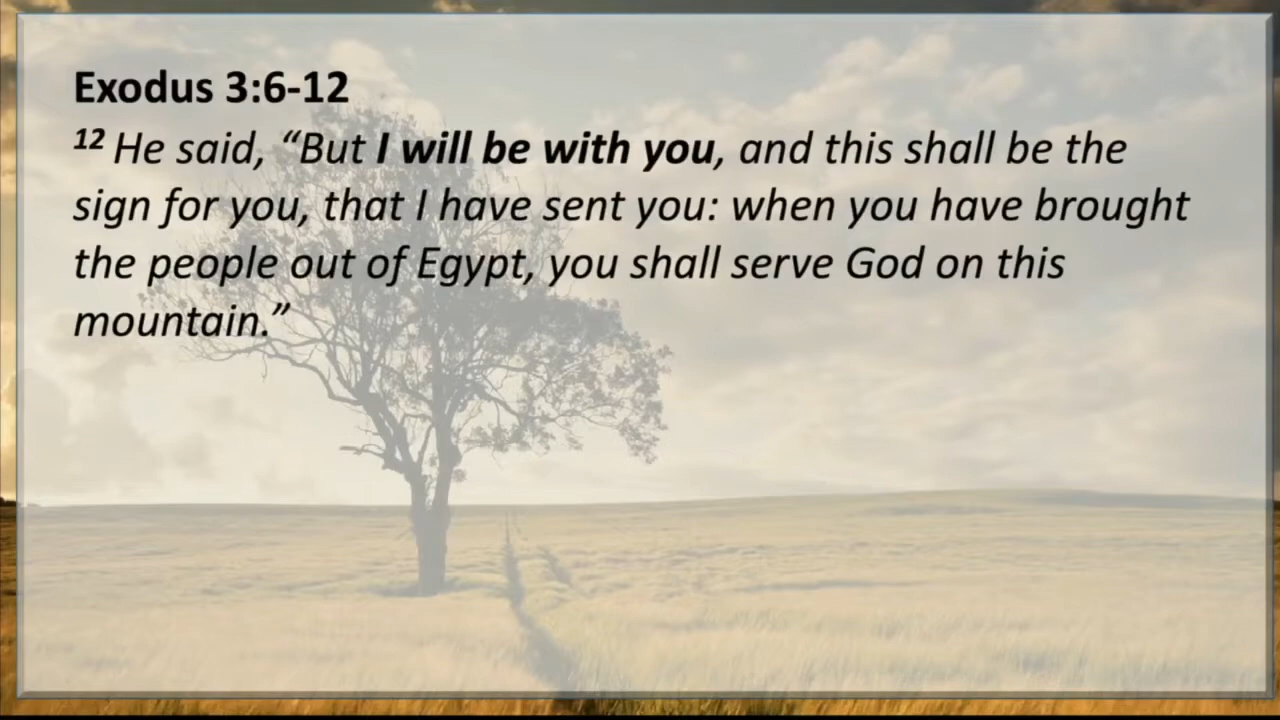 Exodus 3:6-12
12 He said, “But I will be with you, and this shall be the
sign for you, that I have sent you: when you have brought
the people out of Egypt, you shall serve God on this
mountain.”